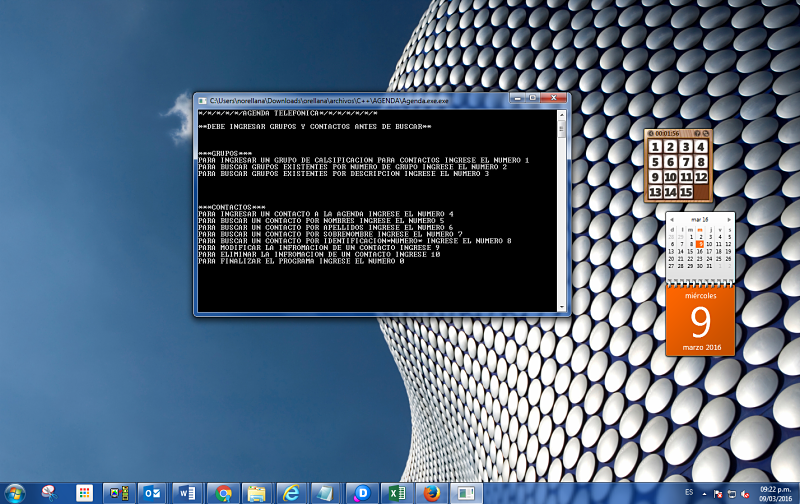 C:\Users\norellana\Downloads\orellana\archivos\C++\AGENDA\Agenda.exe.exe
*/*/*/*/*/AGENDA TELEFONICA*/*/*/*/*/*/*
**DEBE INGRESAR GRUPOS Y CONTACTOS ANTES DE BUSCAR**
***GRUPOS***
PARA INGRESAR UN GRUPO DE CALSIFICACION PARA CONTACTOS INGRESE EL NUMERO 1
PARA BUSCAR GRUPOS EXISTENTES POR NUMERO DE GRUPO INGRESE EL NUMERO 2
PARA BUSCAR GRUPOS EXISTENTES POR DESCRIPCION INGRESE EL NUMERO 3
***CONTACTOS***
PARA INGRESAR UN CONTACTO A LA AGENDA INGRESE EL NUMERO 4
PARA BUSCAR UN CONTACTO POR NOMBRES INGRESE EL NUMERO 5
PARA BUSCAR UN CONTACTO POR APELLIDOS INGRESE EL NUMERO 6
PARA BUSCAR UN CONTACTO POR SOBRENOMBRE INGRESE EL NUMERO 7
PARA BUSCAR UN CONTACTO POR IDENTIFICACION*NUMERO* INGRESE EL NUMERO 8
PARA MODIFICAR LA INFROMACION DE UN CONTACTO INGRESE 9
PARA ELIMINAR LA INFROMACION DE UN CONTACTO INGRESE 10
PARA FINALIZAR EL PROGRAMA INGRESE EL NUMERO 0
00:01:56
1 2 3 4
5 6 7 8
9 10 11 12
13 14 15
mar 16
d l m m j v s
28 29 1 2 3 4 5
6 7 8 9 10 11 12
13 14 15 16 17 18 19
20 21 22 23 24 25 26
27 28 29 30 31 1 2
miércoles
9
marzo 2016
ES
09:22 p.m.
09/03/2016